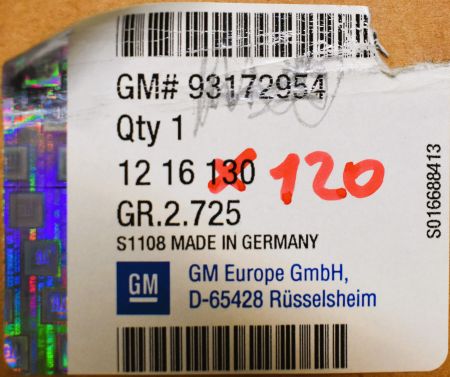 GM# 93172954
Qty 1
12 16 130 120
GR.2.725
S1108 MADE IN GERMANY
GM GM Europe GmbH,
D-65428 Rüsselsheim
S016688413